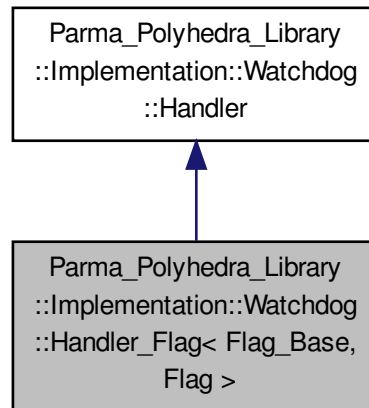 Parma_Polyhedra_Library
::Implementation::Watchdog
::Handler
Parma_Polyhedra_Library
::Implementation::Watchdog
::Handler_Flag< Flag_Base,
Flag >